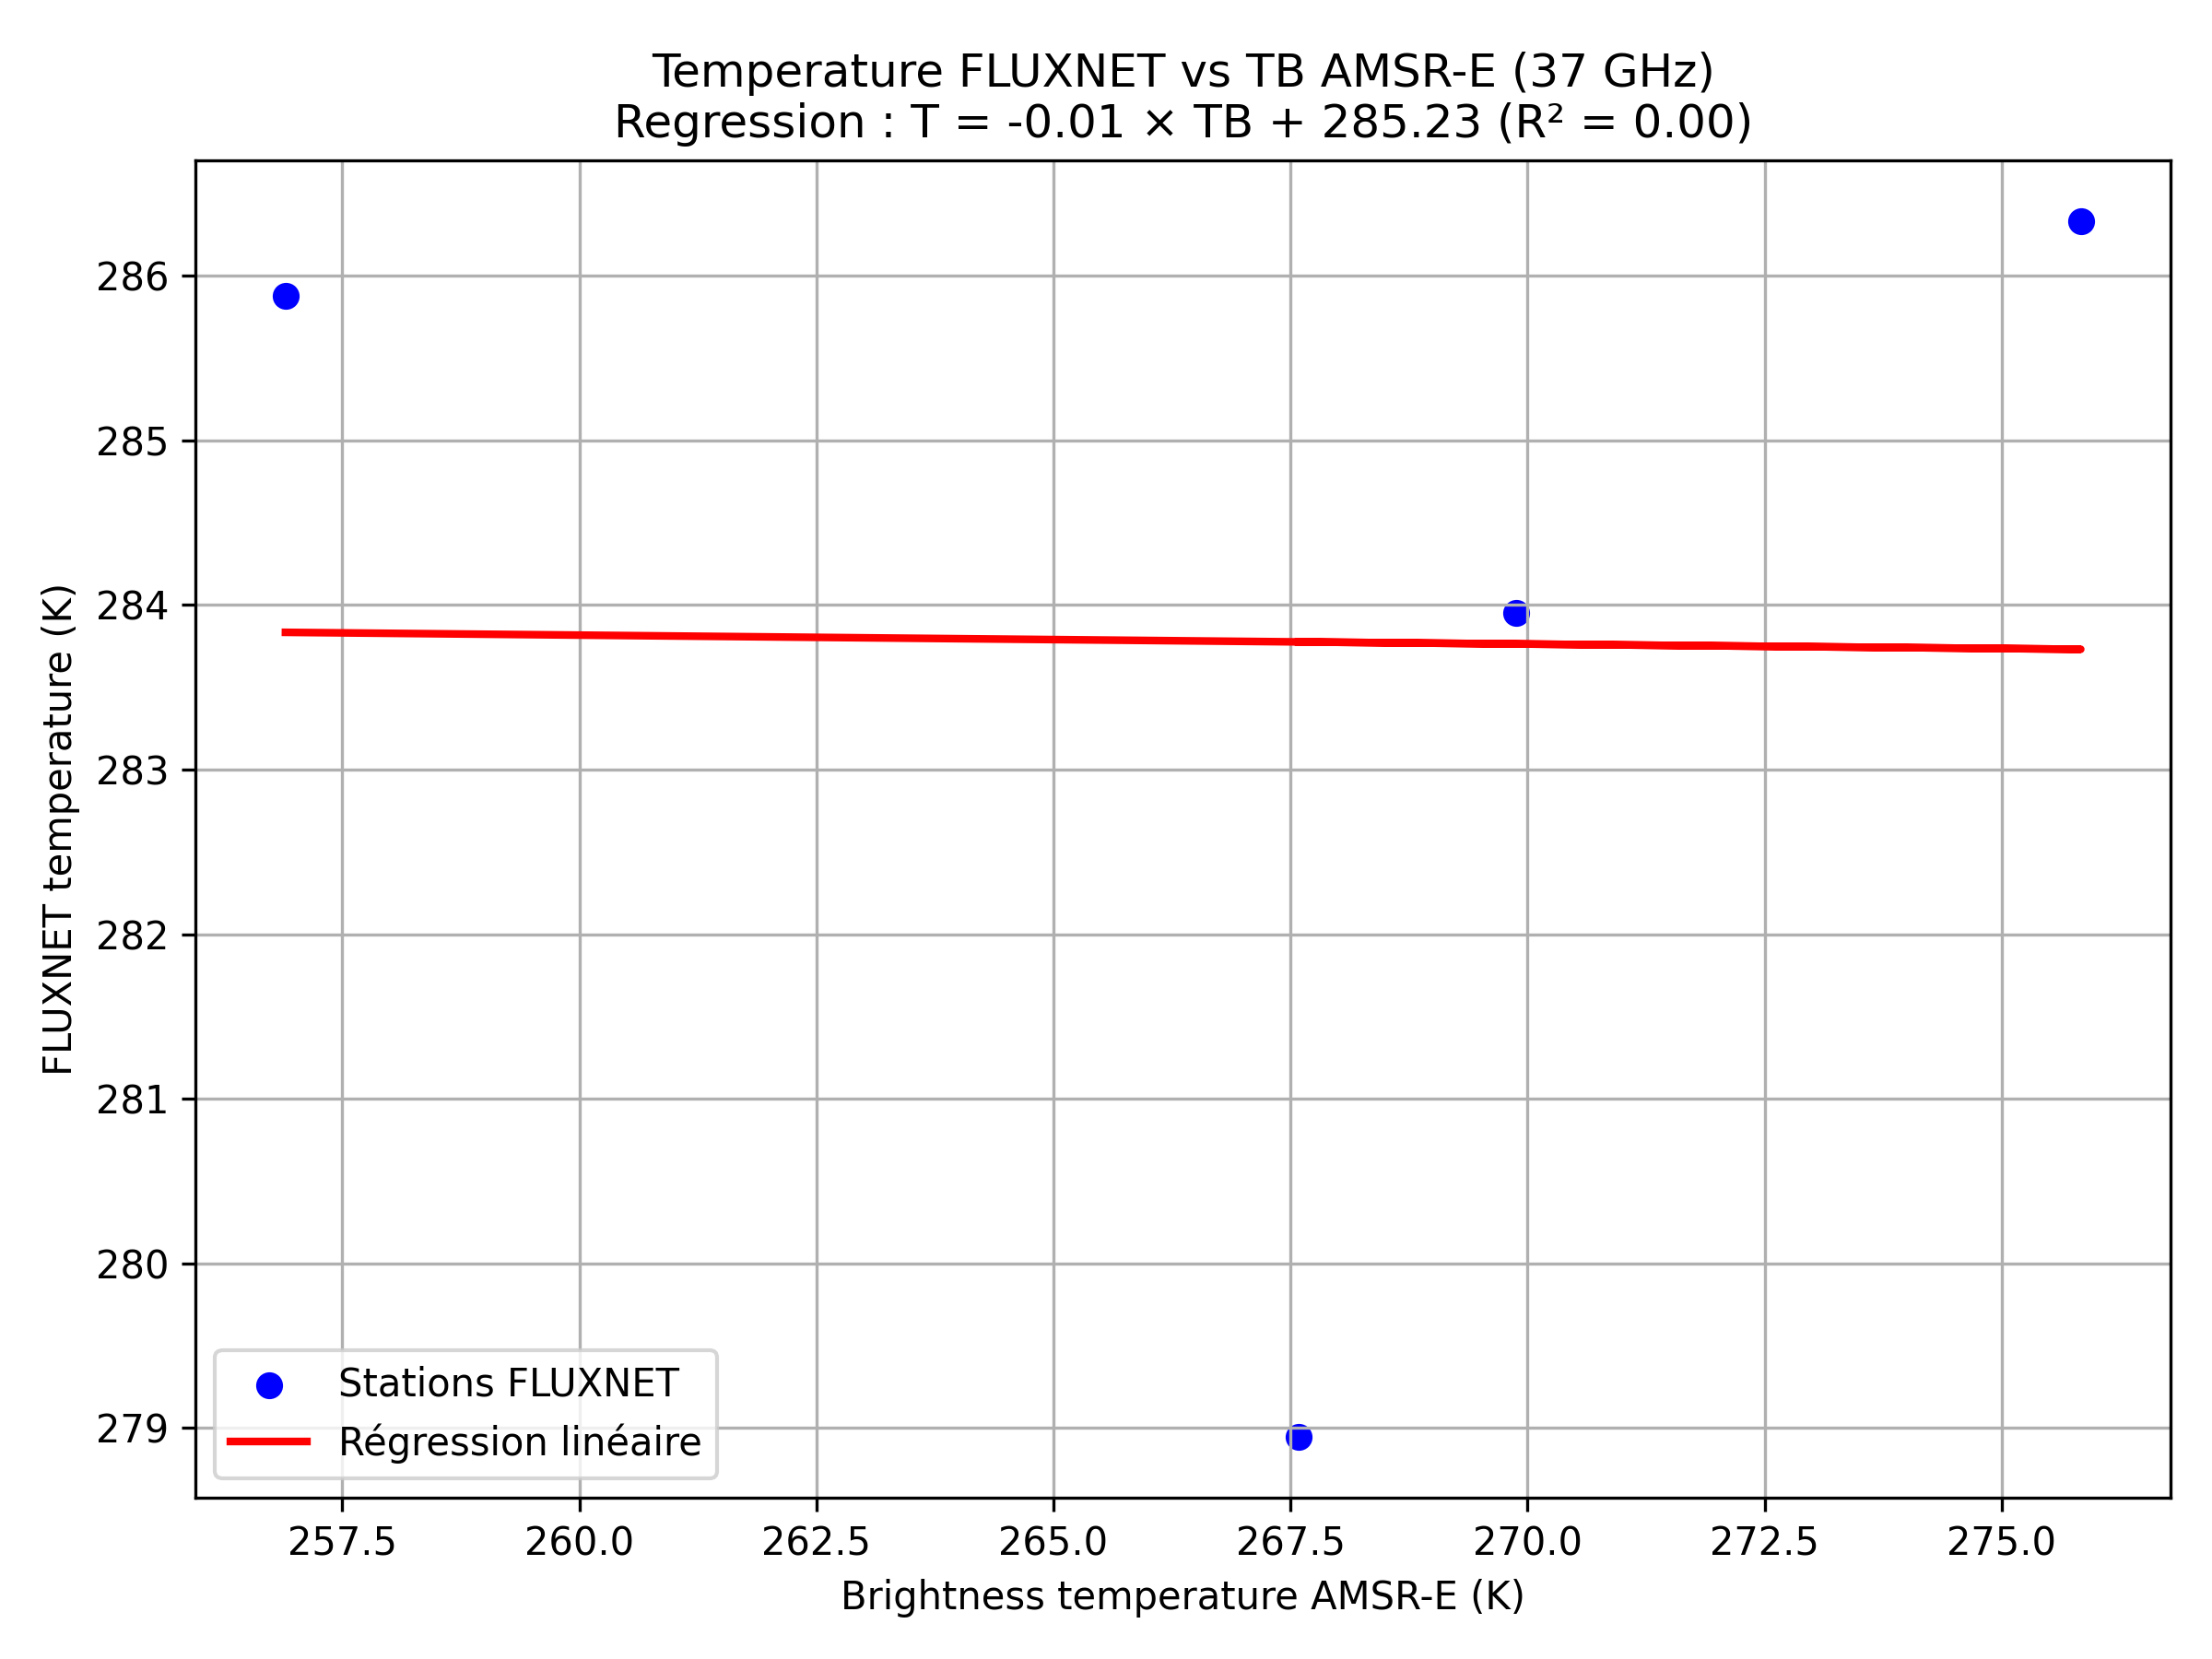 Temperature FLUXNET vs TB AMSR-E (37 GHz)
Regression : T = -0.01 × TB + 285.23 (R² = 0.00)
FLUXNET temperature (K)
286
285
284
283
282
281
280
279
Stations FLUXNET
Régression linéaire
257.5 260.0 262.5 265.0 267.5 270.0 272.5 275.0
Brightness temperature AMSR-E (K)